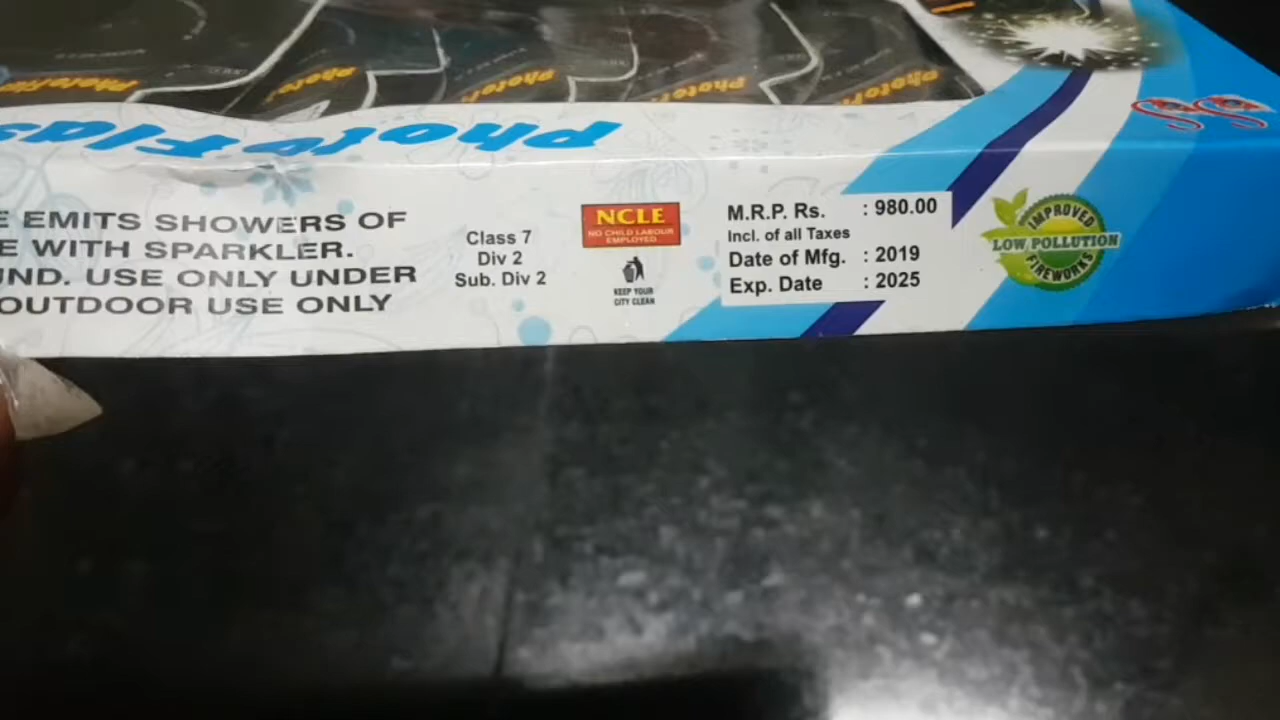 Photo Flas
E EMITS SHOWERS OF
E WITH SPARKLER.
UND. USE ONLY UNDER
OUTDOOR USE ONLY
Class 7
Div 2
Sub. Div 2
NCLE
NO CHILD LABOUR
EMPLOYED
KEEP YOUR
CITY CLEAN
M.R.P. Rs. : 980.00
Incl. of all Taxes
Date of Mfg. : 2019
Exp. Date : 2025
IMPROVED
LOW POLLUTION
FIREWORKS